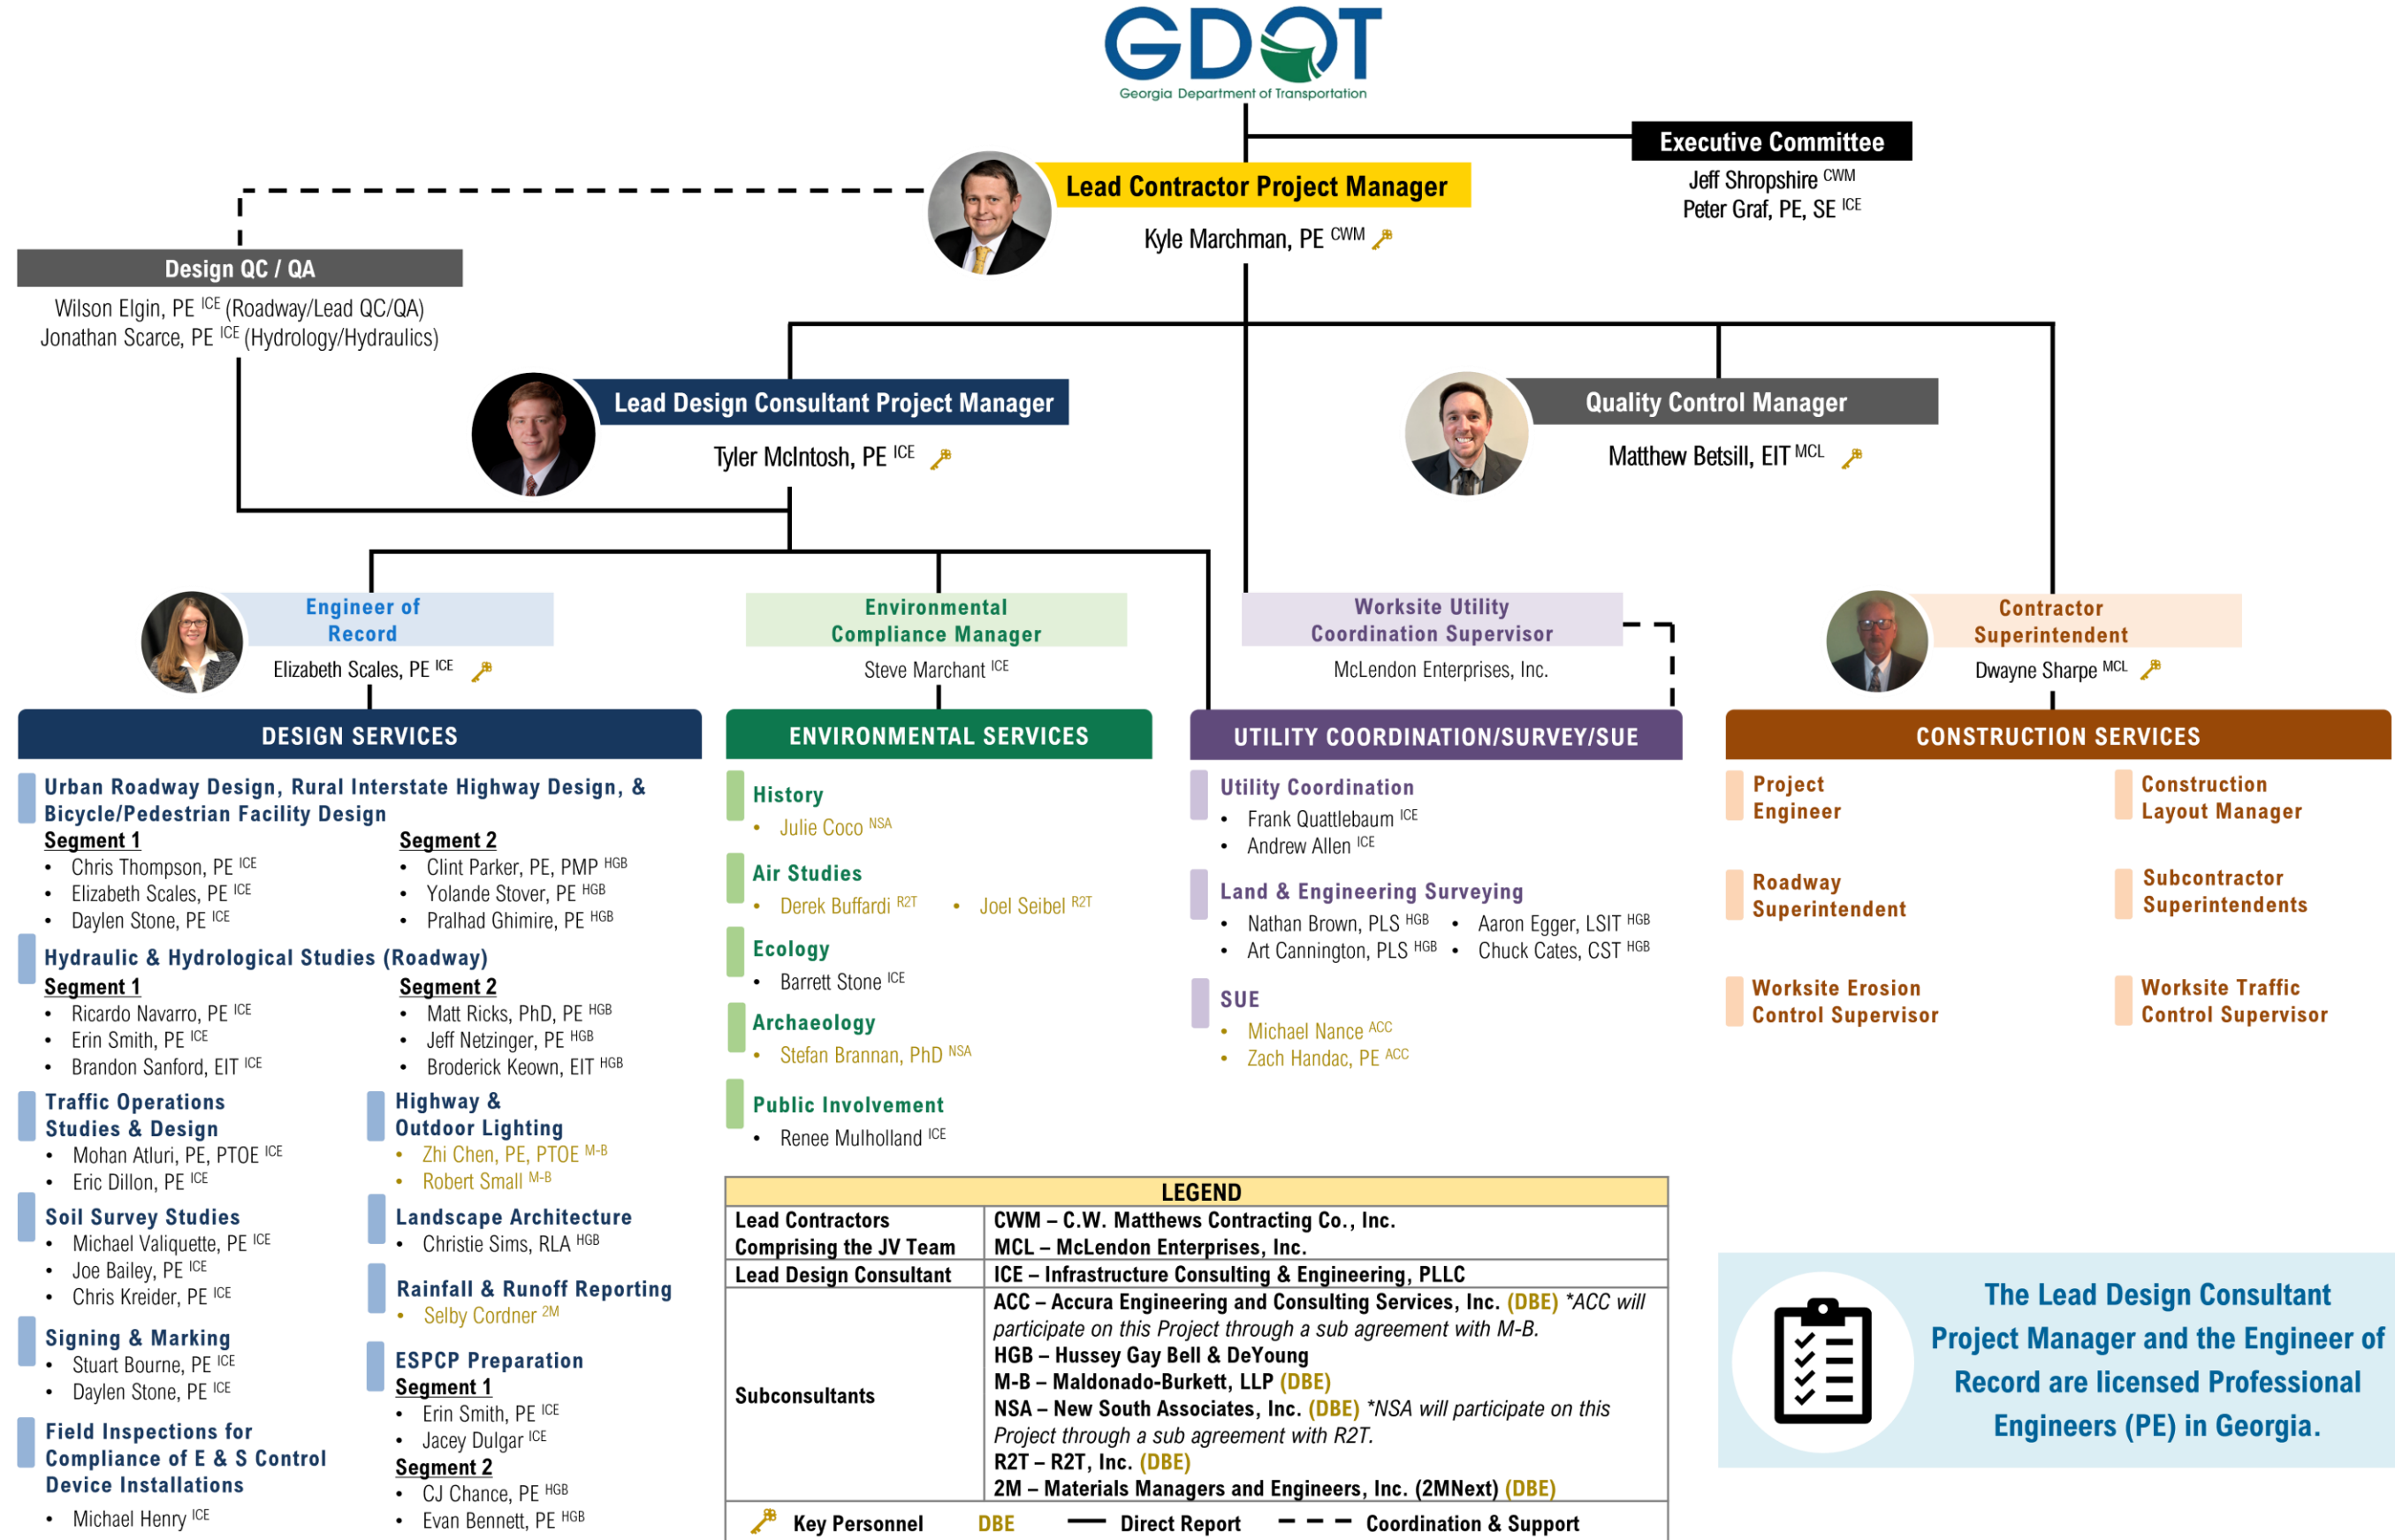 GDOT
Georgia Department of Transportation
Executive Committee
Jeff Shropshire CWM
Peter Graf, PE, SE ICE
Lead Contractor Project Manager
Kyle Marchman, PE CWM
Design QC / QA
Wilson Elgin, PE ICE (Roadway/Lead QC/QA)
Jonathan Scarce, PE ICE (Hydrology/Hydraulics)
Lead Design Consultant Project Manager
Tyler McIntosh, PE ICE
Quality Control Manager
Matthew Betsill, EIT MCL
Engineer of
Record
Elizabeth Scales, PE ICE
Environmental
Compliance Manager
Steve Marchant ICE
Worksite Utility
Coordination Supervisor
McLendon Enterprises, Inc.
Contractor
Superintendent
Dwayne Sharpe MCL
DESIGN SERVICES
Urban Roadway Design, Rural Interstate Highway Design, &
Bicycle/Pedestrian Facility Design
Segment 1
• Chris Thompson, PE ICE
• Elizabeth Scales, PE ICE
• Daylen Stone, PE ICE
Segment 2
• Clint Parker, PE, PMP HGB
• Yolande Stover, PE HGB
• Pralhad Ghimire, PE HGB
Hydraulic & Hydrological Studies (Roadway)
Segment 1
• Ricardo Navarro, PE ICE
• Erin Smith, PE ICE
• Brandon Sanford, EIT ICE
Segment 2
• Matt Ricks, PhD, PE HGB
• Jeff Netzinger, PE HGB
• Broderick Keown, EIT HGB
Traffic Operations
Studies & Design
• Mohan Atluri, PE, PTOE ICE
• Eric Dillon, PE ICE
Soil Survey Studies
• Michael Valiquette, PE ICE
• Joe Bailey, PE ICE
• Chris Kreider, PE ICE
Signing & Marking
• Stuart Bourne, PE ICE
• Daylen Stone, PE ICE
Field Inspections for
Compliance of E & S Control
Device Installations
• Michael Henry ICE
Highway &
Outdoor Lighting
• Zhi Chen, PE, PTOE M-B
• Robert Small M-B
Landscape Architecture
• Christie Sims, RLA HGB
Rainfall & Runoff Reporting
• Selby Cordner 2M
ESPCP Preparation
Segment 1
• Erin Smith, PE ICE
• Jacey Dulgar ICE
Segment 2
• CJ Chance, PE HGB
• Evan Bennett, PE HGB
ENVIRONMENTAL SERVICES
History
• Julie Coco NSA
Air Studies
• Derek Buffardi R2T • Joel Seibel R2T
Ecology
• Barrett Stone ICE
Archaeology
• Stefan Brannan, PhD NSA
Public Involvement
• Renee Mulholland ICE
UTILITY COORDINATION/SURVEY/SUE
Utility Coordination
• Frank Quattlebaum ICE
• Andrew Allen ICE
Land & Engineering Surveying
• Nathan Brown, PLS HGB • Aaron Egger, LSIT HGB
• Art Cannington, PLS HGB • Chuck Cates, CST HGB
SUE
• Michael Nance ACC
• Zach Handac, PE ACC
CONSTRUCTION SERVICES
Project
Engineer
Construction
Layout Manager
Roadway
Superintendent
Subcontractor
Superintendents
Worksite Erosion
Control Supervisor
Worksite Traffic
Control Supervisor
LEGEND
Lead Contractors
Comprising the JV Team
CWM – C.W. Matthews Contracting Co., Inc.
MCL – McLendon Enterprises, Inc.
Lead Design Consultant
ICE – Infrastructure Consulting & Engineering, PLLC
Subconsultants
ACC – Accura Engineering and Consulting Services, Inc. (DBE) *ACC will
participate on this Project through a sub agreement with M-B.
HGB – Hussey Gay Bell & DeYoung
M-B – Maldonado-Burkett, LLP (DBE)
NSA – New South Associates, Inc. (DBE) *NSA will participate on this
Project through a sub agreement with R2T.
R2T – R2T, Inc. (DBE)
2M – Materials Managers and Engineers, Inc. (2MNext) (DBE)
Key Personnel DBE Direct Report Coordination & Support
The Lead Design Consultant
Project Manager and the Engineer of
Record are licensed Professional
Engineers (PE) in Georgia.